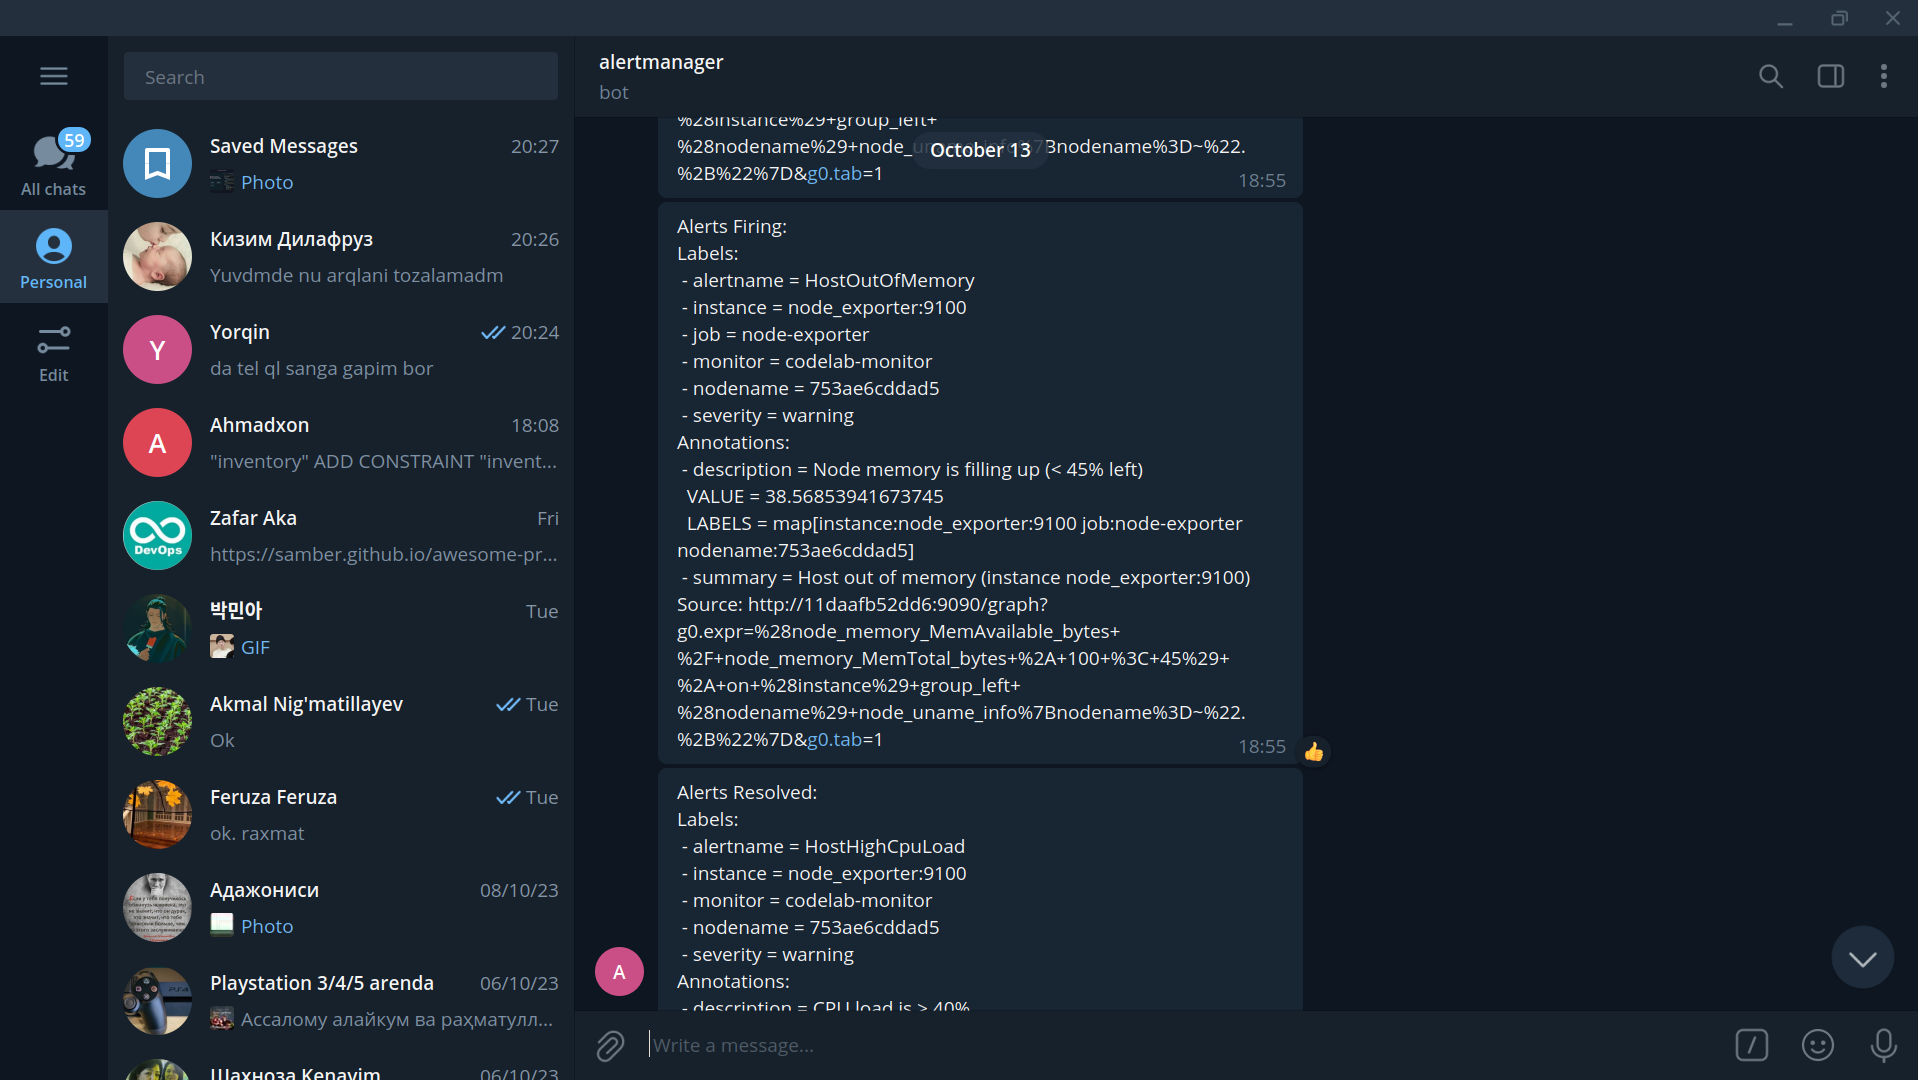 Search
59
All chats
Personal
Edit
Saved Messages 20:27
Photo
Кизим Дилафруз 20:26
Yuvdmde nu arqlani tozalamadm
Y
Yorqin 20:24
da tel ql sanga gapim bor
A
Ahmadxon 18:08
"inventory" ADD CONSTRAINT "invent...
DevOps
Zafar Aka Fri
https://samber.github.io/awesome-pr...
박민아 Tue
GIF
Akmal Nig'matillayev Tue
Ok
Feruza Feruza Tue
ok. raxmat
Адажониси 08/10/23
Photo
Playstation 3/4/5 arenda 06/10/23
Ассалому алайкум ва раҳматулл...
Шахноза Kenayim 06/10/23
alertmanager
bot
%28instance%29+group_left+
October 13
%28nodename%29+node_uname_info%7Bnodename%3D~%22.
%2B%22%7D&g0.tab=1
18:55
Alerts Firing:
Labels:
- alertname = HostOutOfMemory
- instance = node_exporter:9100
- job = node-exporter
- monitor = codelab-monitor
- nodename = 753ae6cddad5
- severity = warning
Annotations:
- description = Node memory is filling up (< 45% left)
VALUE = 38.56853941673745
LABELS = map[instance:node_exporter:9100 job:node-exporter
nodename:753ae6cddad5]
- summary = Host out of memory (instance node_exporter:9100)
Source: http://11daafb52dd6:9090/graph?
g0.expr=%28node_memory_MemAvailable_bytes+
%2F+node_memory_MemTotal_bytes+%2A+100+%3C+45%29+
%2A+on+%28instance%29+group_left+
%28nodename%29+node_uname_info%7Bnodename%3D~%22.
%2B%22%7D&g0.tab=1
18:55
Alerts Resolved:
Labels:
- alertname = HostHighCpuLoad
- instance = node_exporter:9100
- monitor = codelab-monitor
- nodename = 753ae6cddad5
- severity = warning
Annotations:
- description = CPU load is > 40%
A
Write a message...